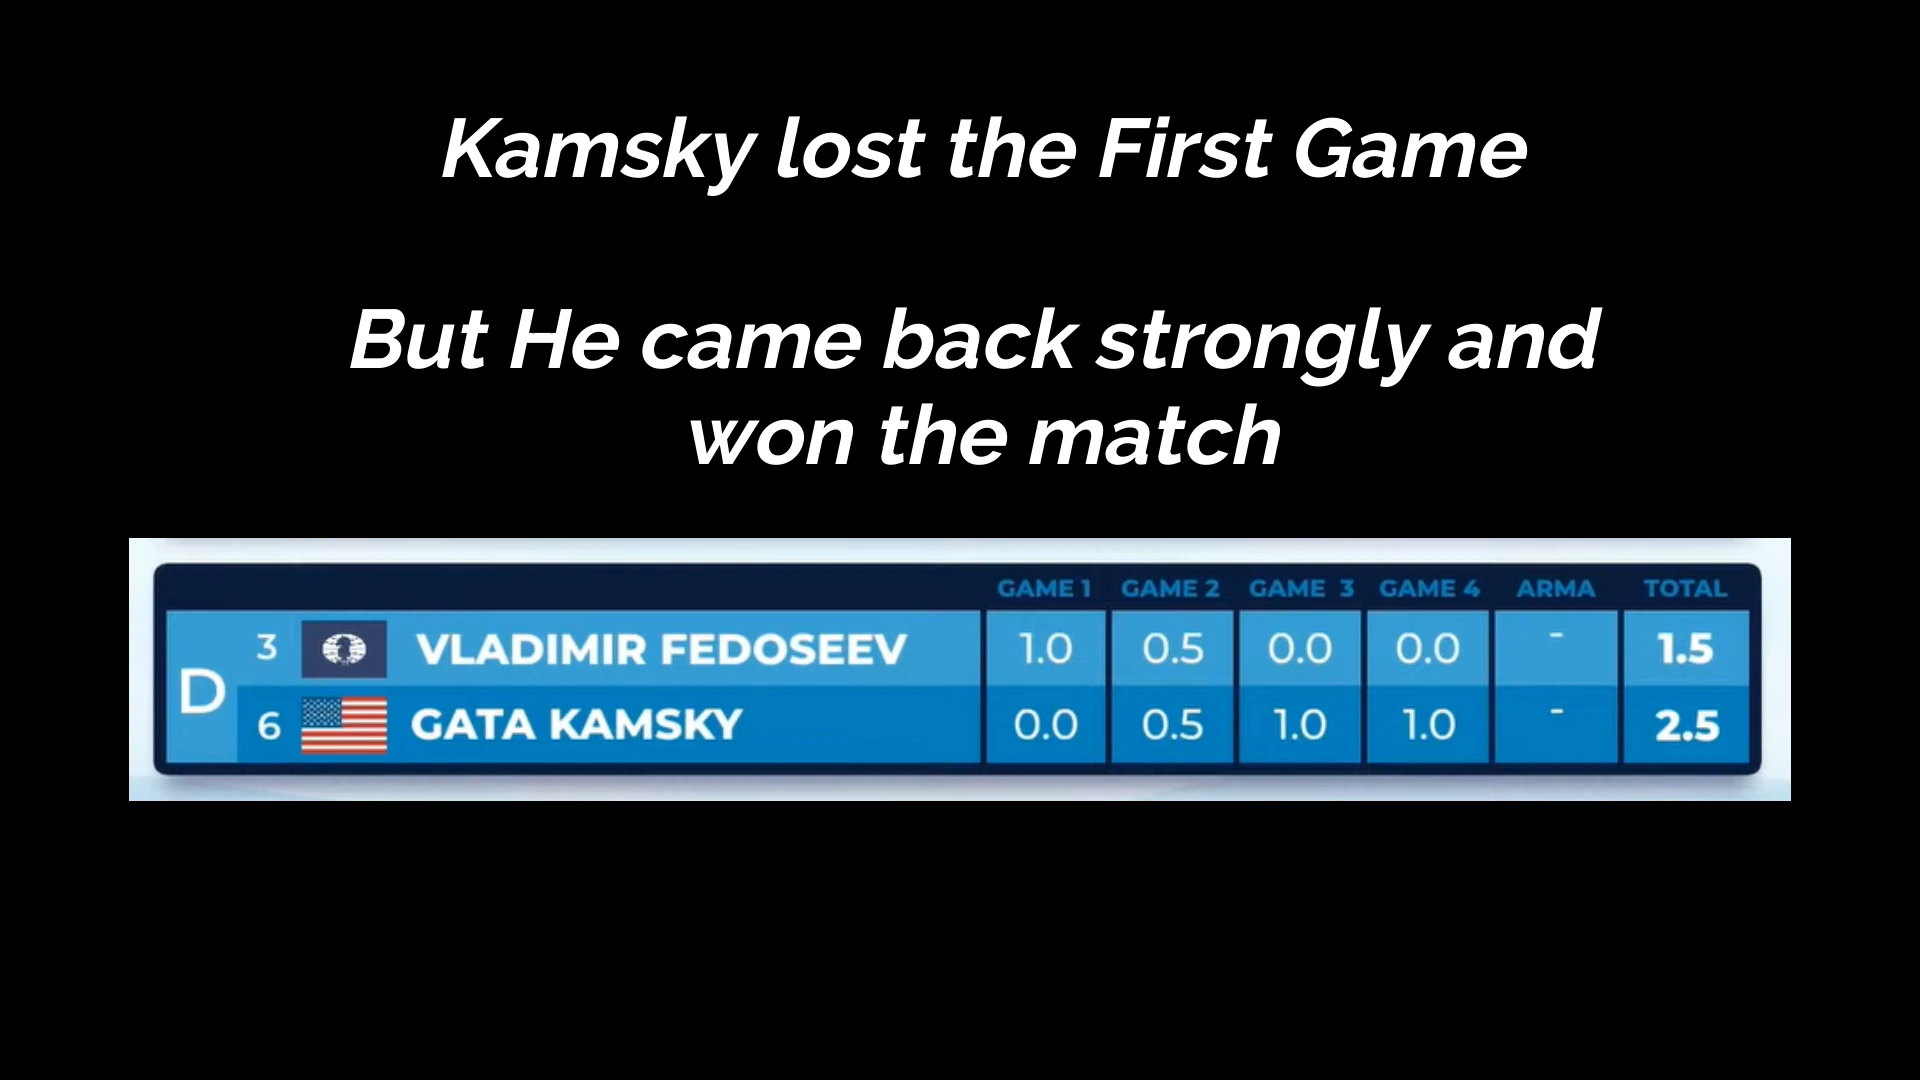 Kamsky lost the First Game
But He came back strongly and
won the match
GAME 1 GAME 2 GAME 3 GAME 4 ARMA TOTAL
D
3 VLADIMIR FEDOSEEV 1.0 0.5 0.0 0.0 - 1.5
6 GATA KAMSKY 0.0 0.5 1.0 1.0 - 2.5